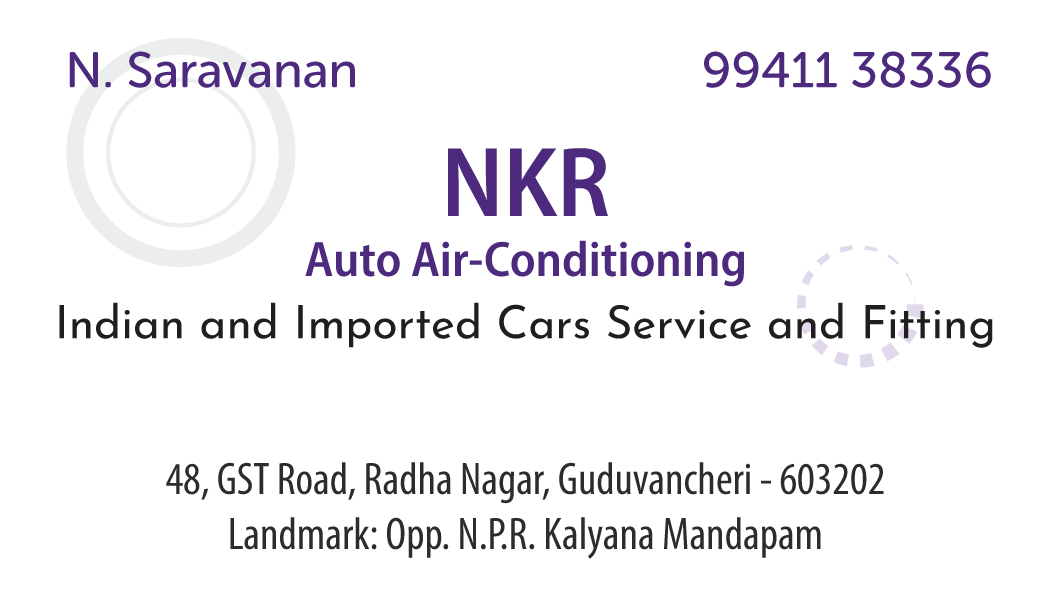 N. Saravanan 99411 38336
NKR
Auto Air-Conditioning
Indian and Imported Cars Service and Fitting
48, GST Road, Radha Nagar, Guduvancheri - 603202
Landmark: Opp. N.P.R. Kalyana Mandapam